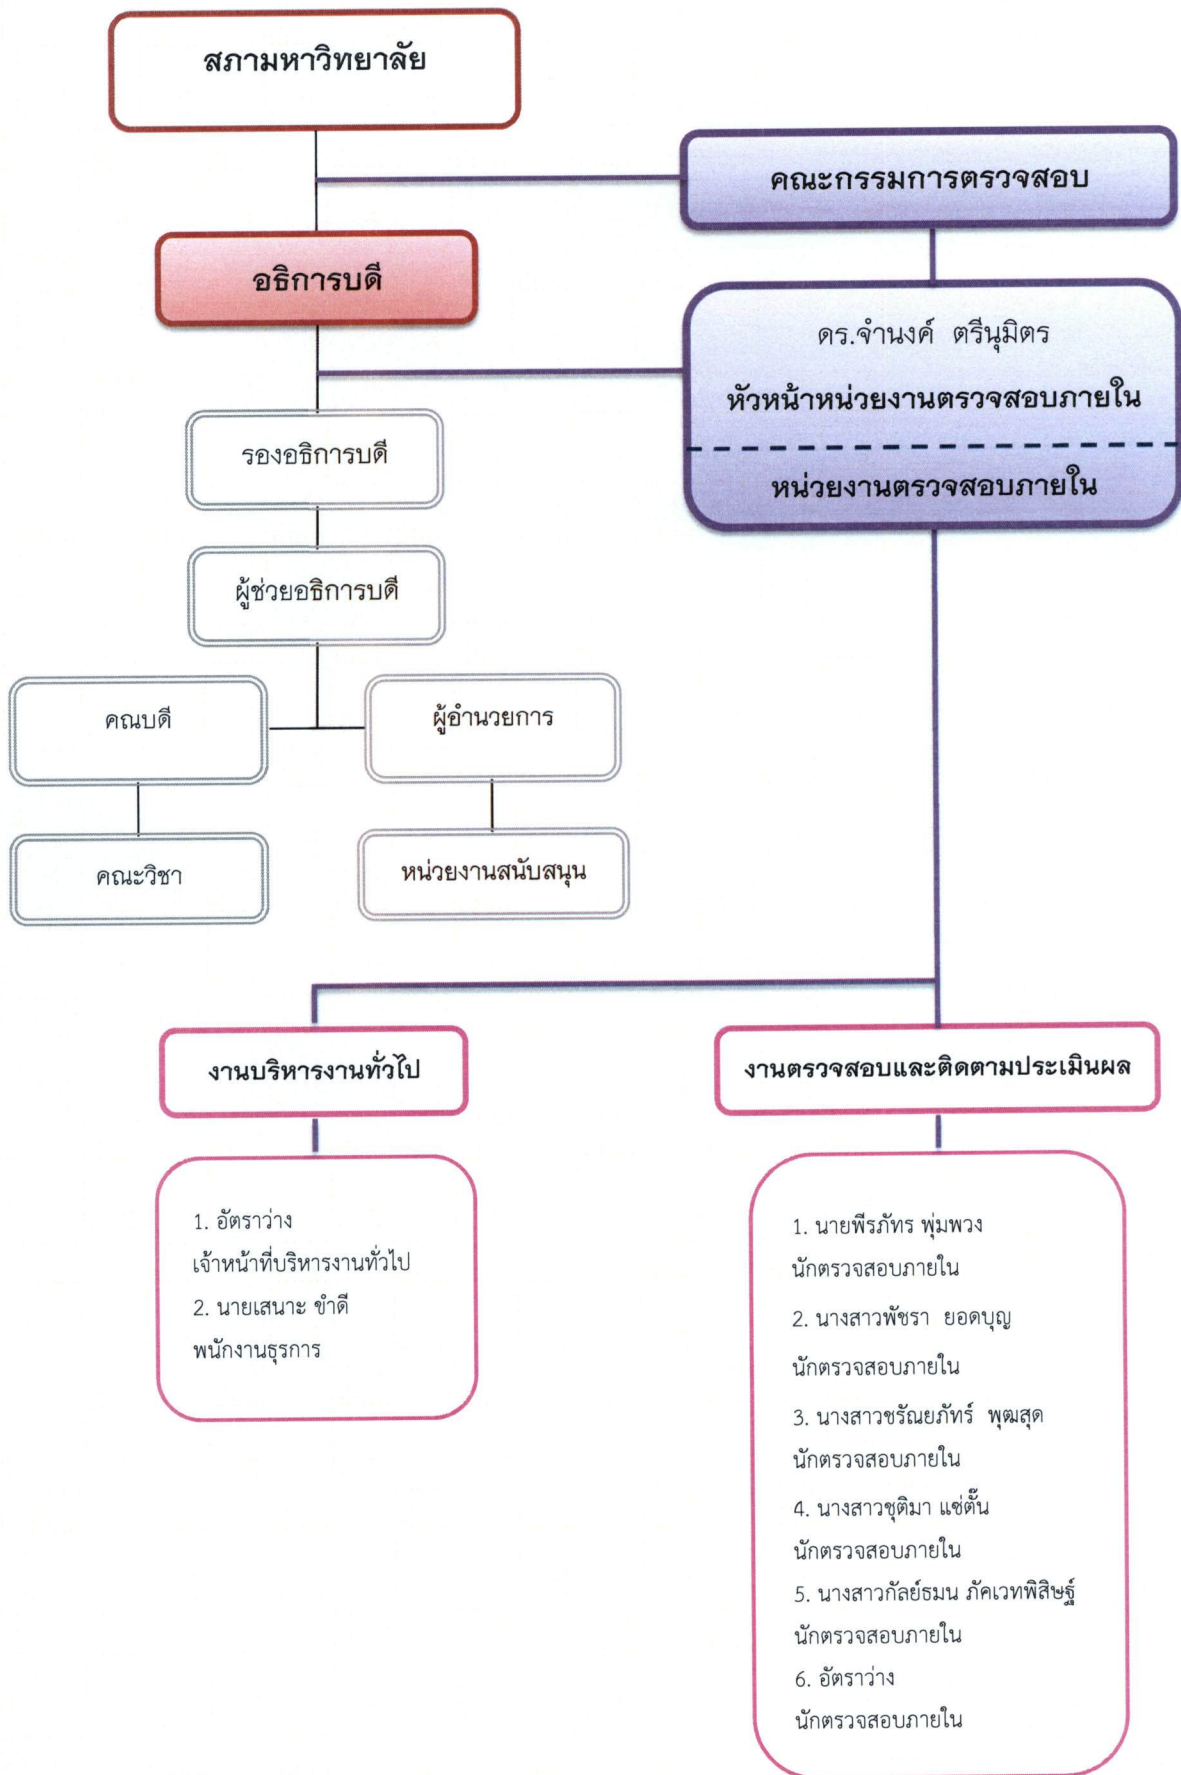 สภามหาวิทยาลัย
คณะกรรมการตรวจสอบ
อธิการบดี
ดร.จำนงค์ ตรีนุมิตร
หัวหน้าหน่วยงานตรวจสอบภายใน
หน่วยงานตรวจสอบภายใน
รองอธิการบดี
ผู้ช่วยอธิการบดี
คณบดี
ผู้อำนวยการ
คณะวิชา
หน่วยงานสนับสนุน
งานบริหารงานทั่วไป
1. อัตราว่าง
เจ้าหน้าที่บริหารงานทั่วไป
2. นายเสนาะ ขำดี
พนักงานธุรการ
งานตรวจสอบและติดตามประเมินผล
1. นายพีรภัทร พุ่มพวง
นักตรวจสอบภายใน
2. นางสาวพัชรา ยอดบุญ
นักตรวจสอบภายใน
3. นางสาวชรัณยภัทร์ พุฒสุด
นักตรวจสอบภายใน
4. นางสาวชุติมา แซ่ตั๊น
นักตรวจสอบภายใน
5. นางสาวกัลย์ธมน ภัคเวทพิสิษฐ์
นักตรวจสอบภายใน
6. อัตราว่าง
นักตรวจสอบภายใน